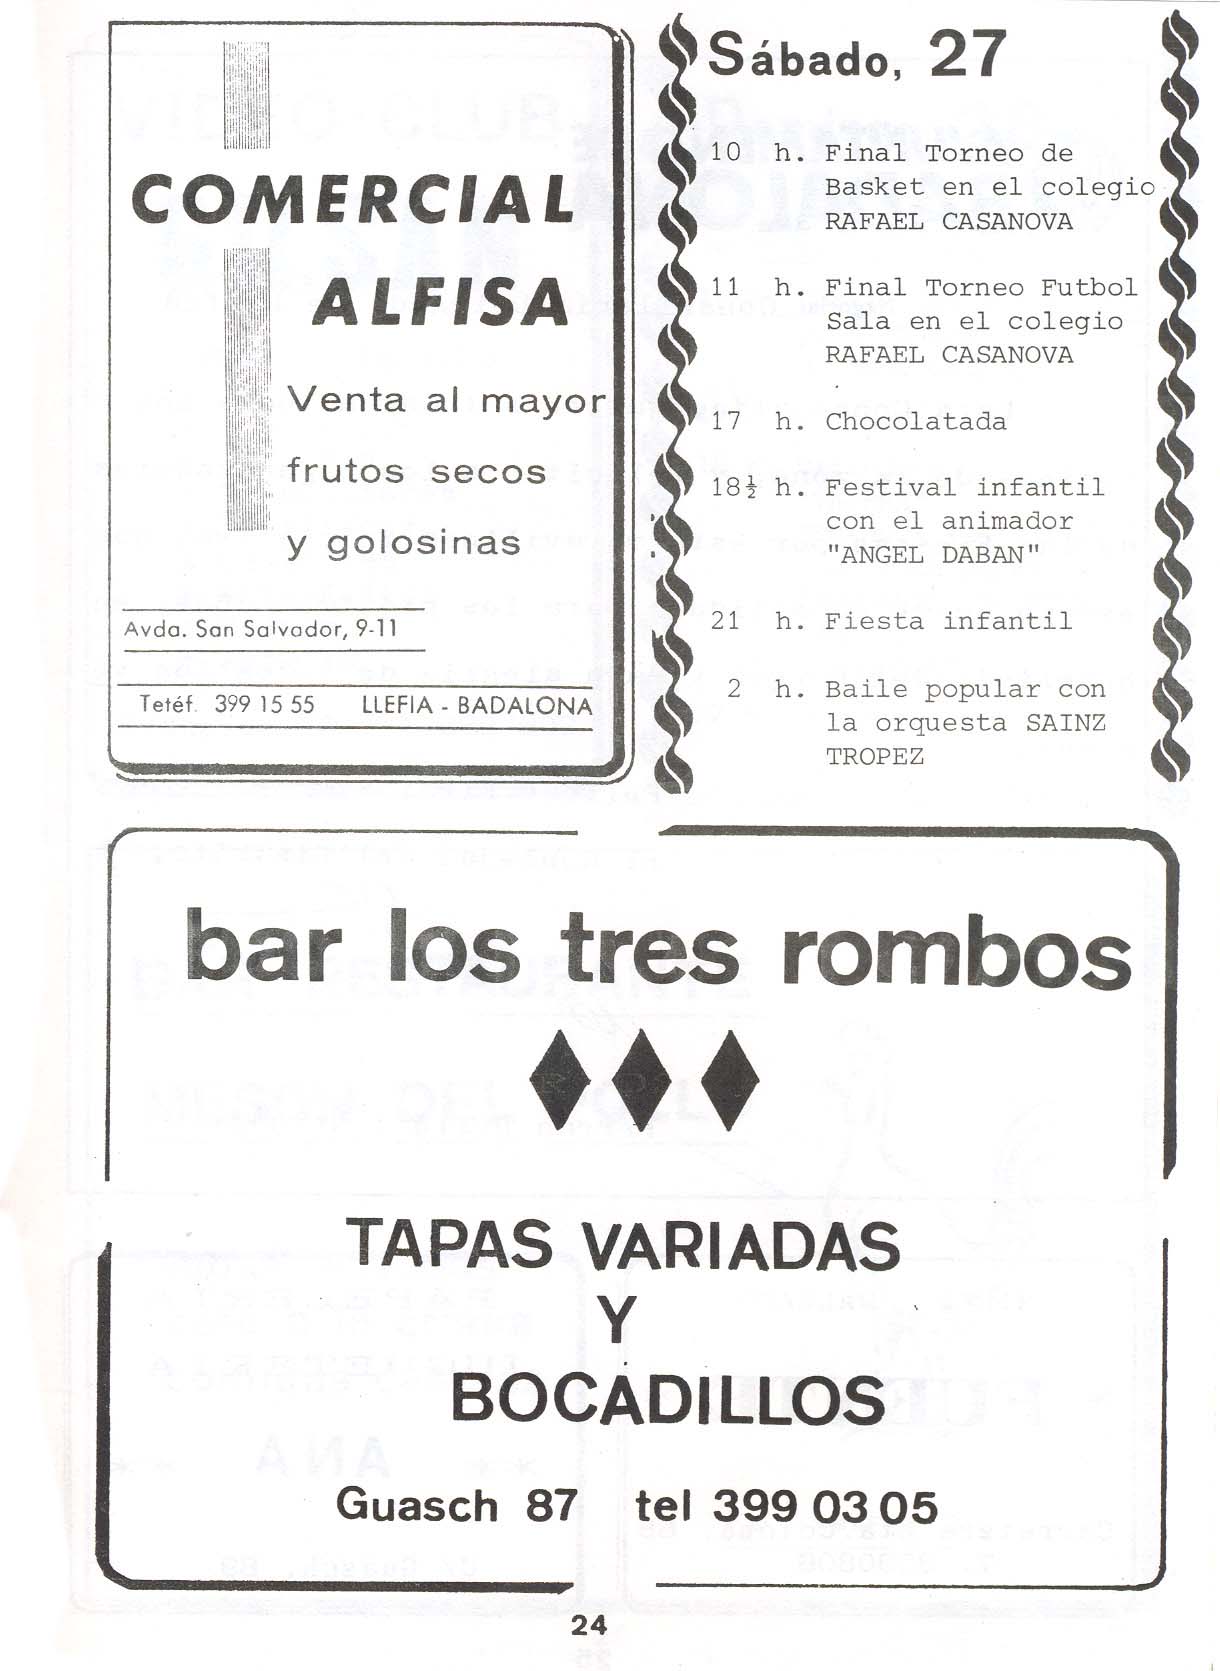 COMERCIAL
ALFISA
Venta al mayor
frutos secos
y golosinas
Avda. San Salvador, 9-11
Tetéf. 399 15 55 LLEFIA - BADALONA
Sábado, 27
10 h. Final Torneo de
Basket en el colegio
RAFAEL CASANOVA
11 h. Final Torneo Futbol
Sala en el colegio
RAFAEL CASANOVA
17 h. Chocolatada
18½ h. Festival infantil
con el animador
"ANGEL DABAN"
21 h. Fiesta infantil
2 h. Baile popular con
la orquesta SAINZ
TROPEZ
bar los tres rombos
TAPAS VARIADAS
Y
BOCADILLOS
Guasch 87 tel 399 03 05
24